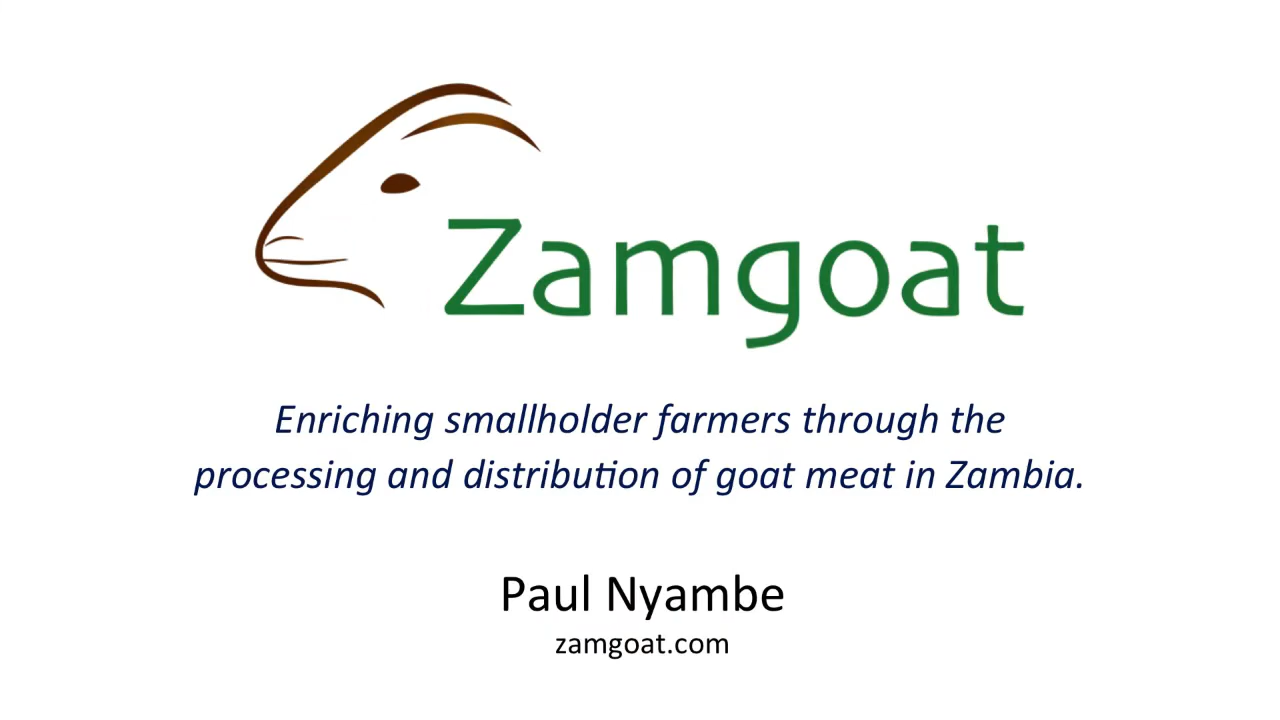 Zamgoat
Enriching smallholder farmers through the
processing and distribution of goat meat in Zambia.
Paul Nyambe
zamgoat.com